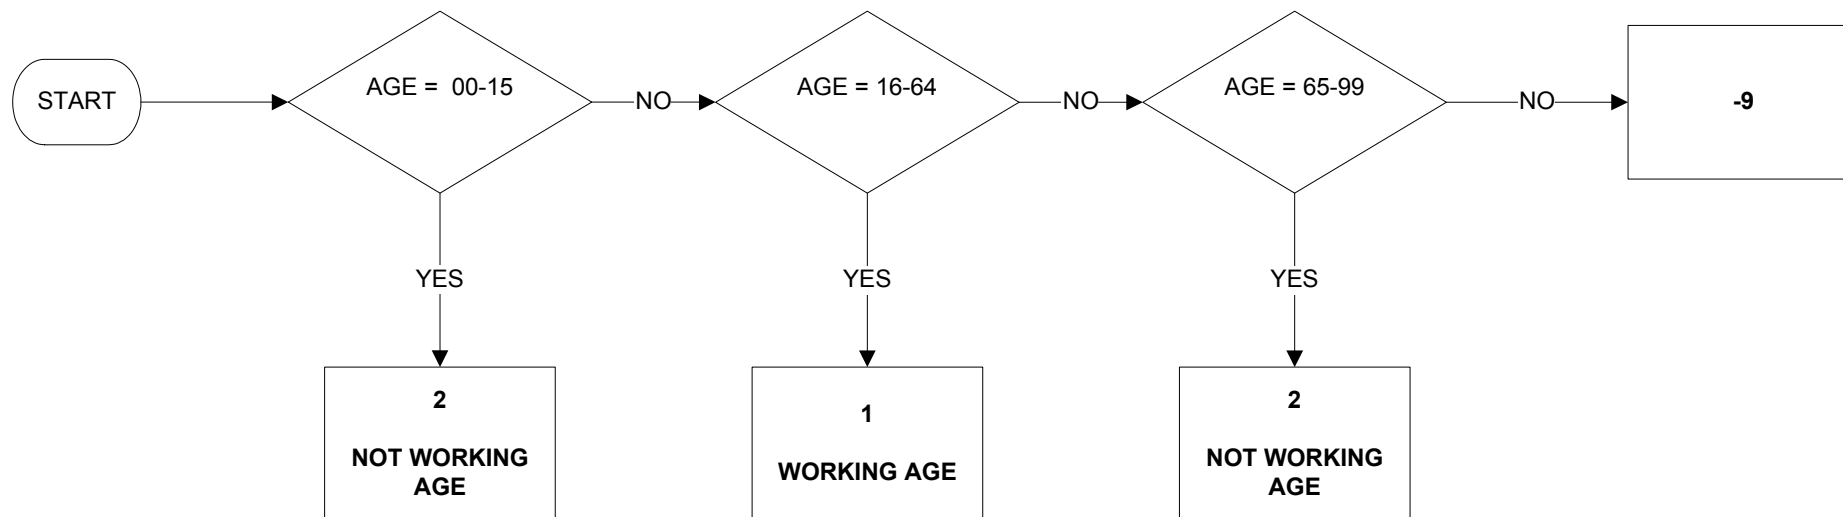 START
AGE = 00-15
NO
AGE = 16-64
NO
AGE = 65-99
NO
-9
YES
YES
YES
2
NOT WORKING
AGE
1
WORKING AGE
2
NOT WORKING
AGE